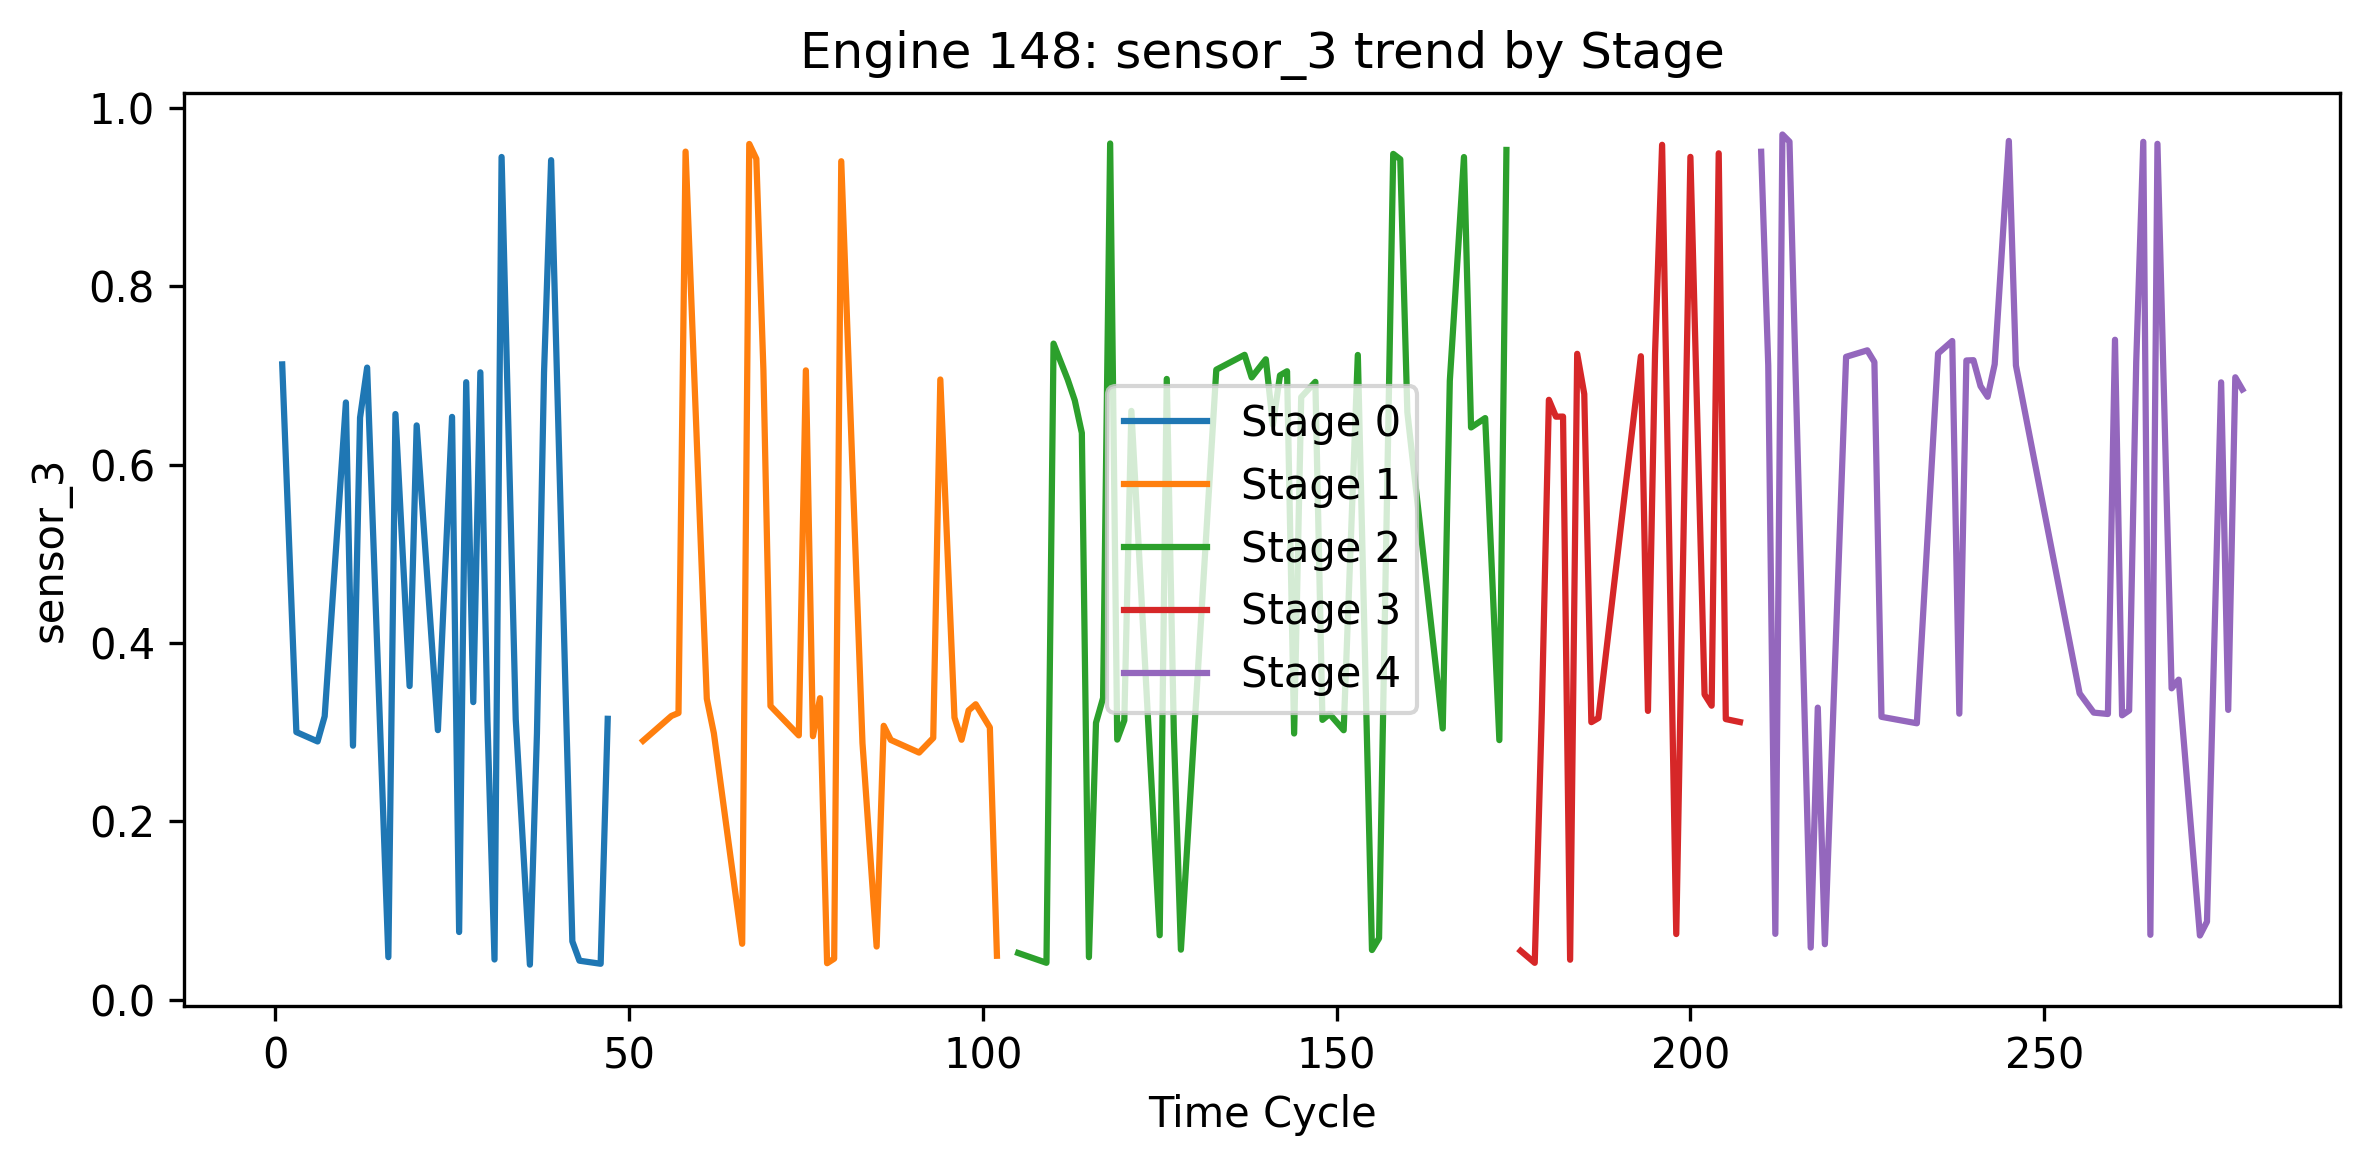 Engine 148: sensor_3 trend by Stage
1.0
0.8
0.6
0.4
0.2
0.0
sensor_3
Stage 0
Stage 1
Stage 2
Stage 3
Stage 4
0 50 100 150 200 250
Time Cycle